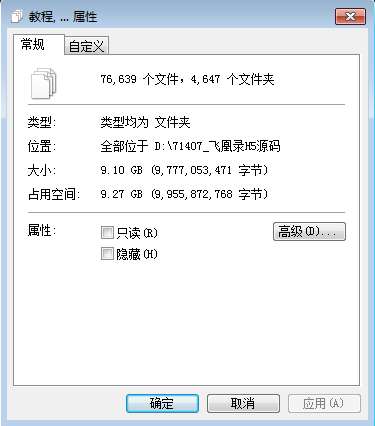 教程, ... 属性
常规 自定义
76,639 个文件，4,647 个文件夹
类型: 类型均为 文件夹
位置: 全部位于 D:\71407_飞凰录H5源码
大小: 9.10 GB (9,777,053,471 字节)
占用空间: 9.27 GB (9,955,872,768 字节)
属性: 只读(R) 高级(D)...
隐藏(H)
确定 取消 应用(A)